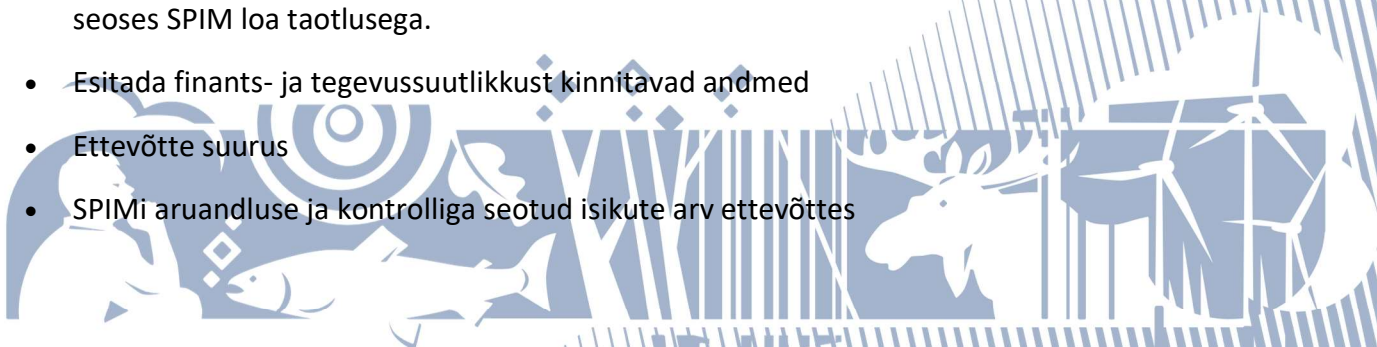 seoses SPIM loa taotlusega.
• Esitada finants- ja tegevussuutlikkust kinnitavad andmed
• Ettevõtte suurus
• SPIMi aruandluse ja kontrolliga seotud isikute arv ettevõttes